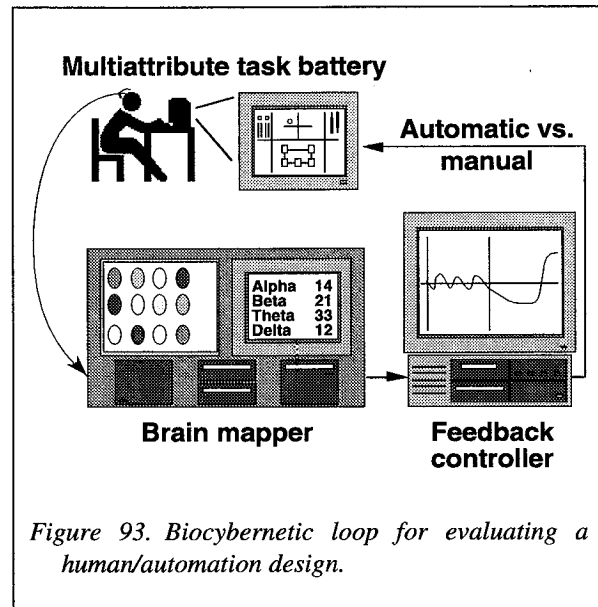 Multiattribute task battery
Automatic vs.
manual
Alpha 14
Beta 21
Theta 33
Delta 12
Brain mapper
Feedback
controller
Figure 93. Biocybernetic loop for evaluating a
human/automation design.